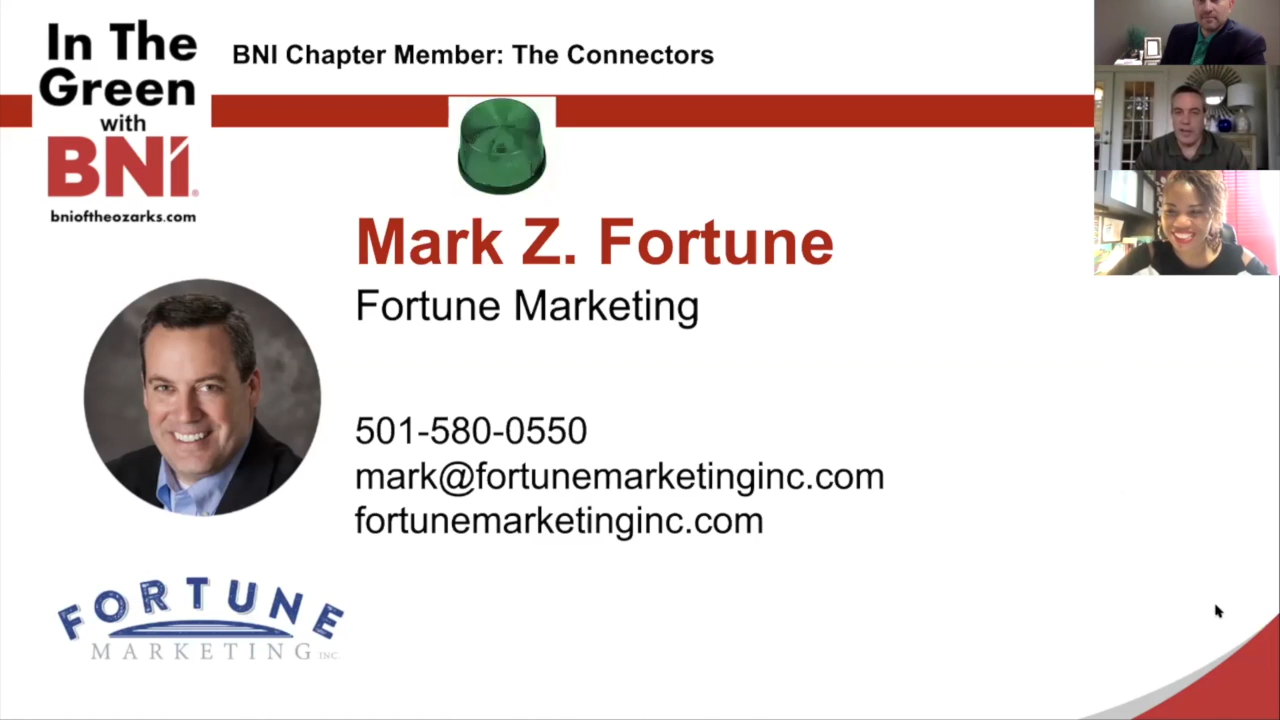 In The
Green
with
BNI®
bnioftheozarks.com
BNI Chapter Member: The Connectors
Mark Z. Fortune
Fortune Marketing
501-580-0550
mark@fortunemarketinginc.com
fortunemarketinginc.com
FORTUNE
MARKETING INC.